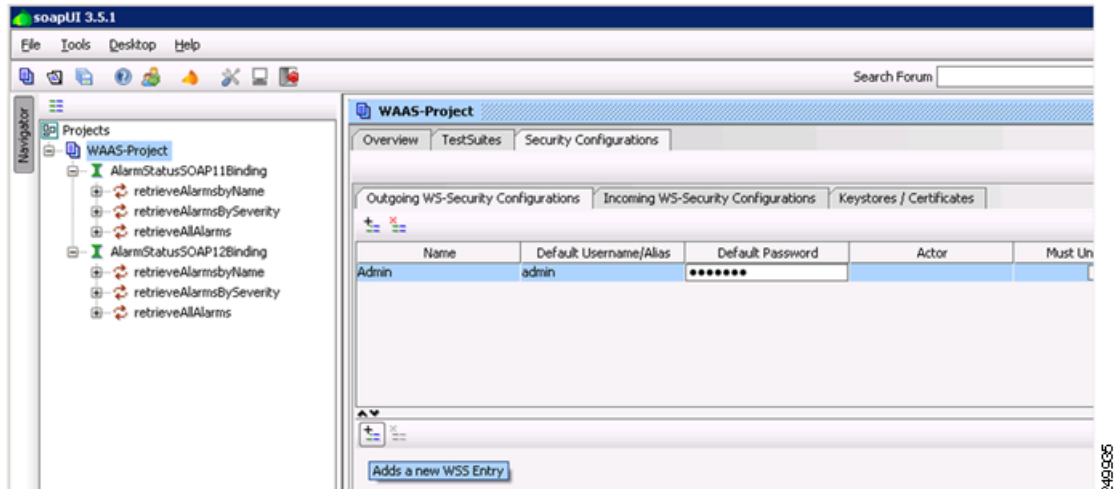 soapUI 3.5.1
File Tools Desktop Help
Search Forum
Navigator
Projects
WAAS-Project
AlarmStatusSOAP11Binding
retrieveAlarmsbyName
retrieveAlarmsBySeverity
retrieveAllAlarms
AlarmStatusSOAP12Binding
retrieveAlarmsbyName
retrieveAlarmsBySeverity
retrieveAllAlarms
WAAS-Project
Overview TestSuites Security Configurations
Outgoing WS-Security Configurations Incoming WS-Security Configurations Keystores / Certificates
Name Default Username/Alias Default Password Actor Must Un
Admin admin •••••••
Adds a new WSS Entry
249935